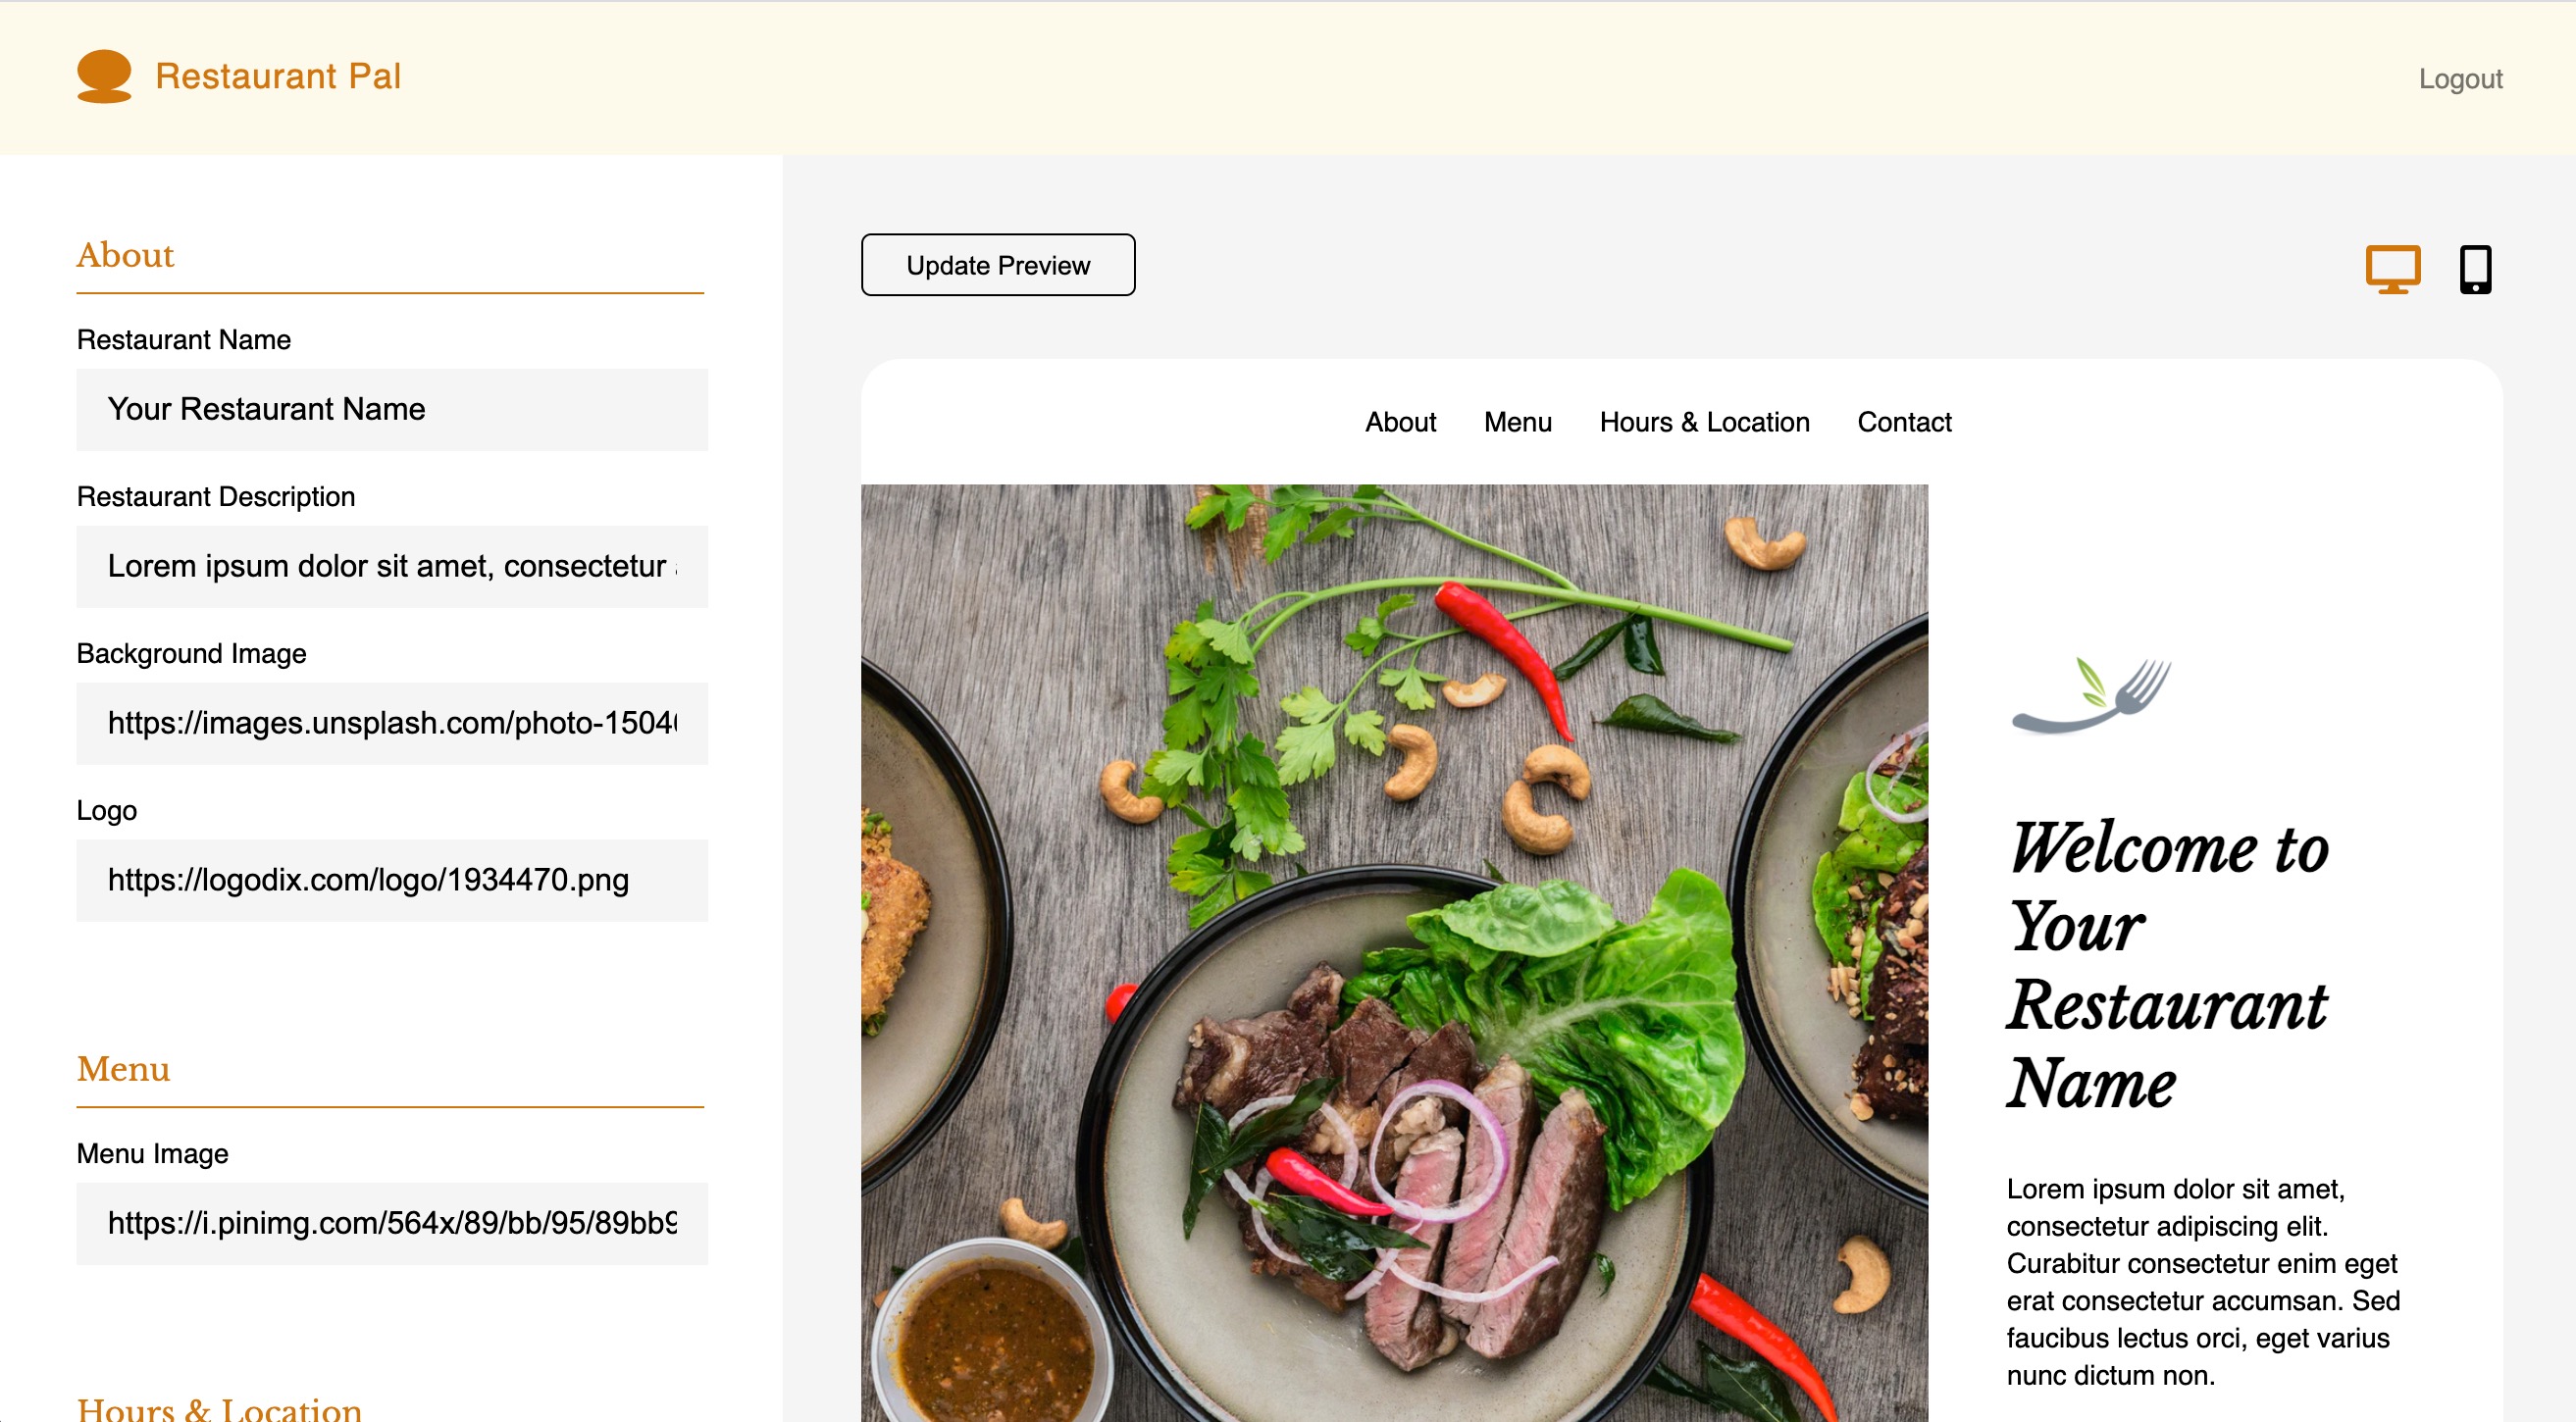 Restaurant Pal
Logout
About
Restaurant Name
Your Restaurant Name
Restaurant Description
Lorem ipsum dolor sit amet, consectetur
Background Image
https://images.unsplash.com/photo-1504
Logo
https://logodix.com/logo/1934470.png
Menu
Menu Image
https://i.pinimg.com/564x/89/bb/95/89bb9
Hours & Location
Update Preview
About Menu Hours & Location Contact
Welcome to
Your
Restaurant
Name
Lorem ipsum dolor sit amet,
consectetur adipiscing elit.
Curabitur consectetur enim eget
erat consectetur accumsan. Sed
faucibus lectus orci, eget varius
nunc dictum non.